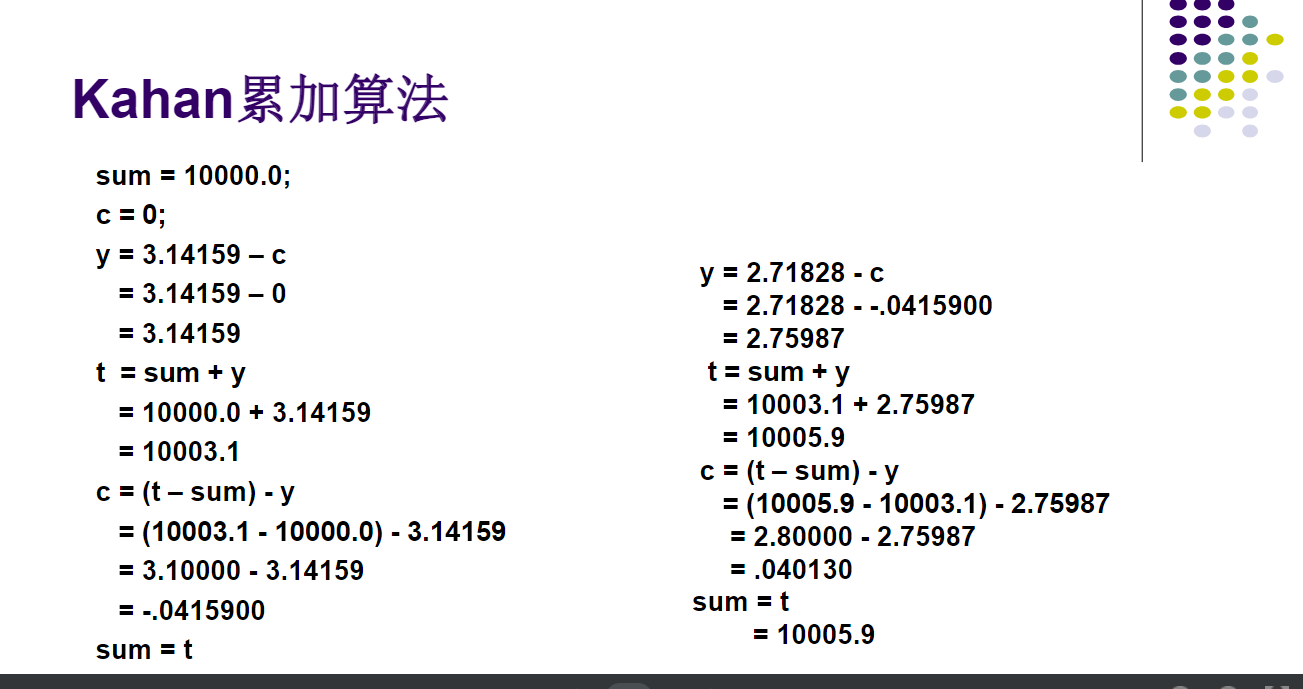 Kahan累加算法
sum = 10000.0;
c = 0;
y = 3.14159 – c
= 3.14159 – 0
= 3.14159
t = sum + y
= 10000.0 + 3.14159
= 10003.1
c = (t – sum) - y
= (10003.1 - 10000.0) - 3.14159
= 3.10000 - 3.14159
= -.0415900
sum = t
y = 2.71828 - c
= 2.71828 - -.0415900
= 2.75987
t = sum + y
= 10003.1 + 2.75987
= 10005.9
c = (t – sum) - y
= (10005.9 - 10003.1) - 2.75987
= 2.80000 - 2.75987
= .040130
sum = t
= 10005.9